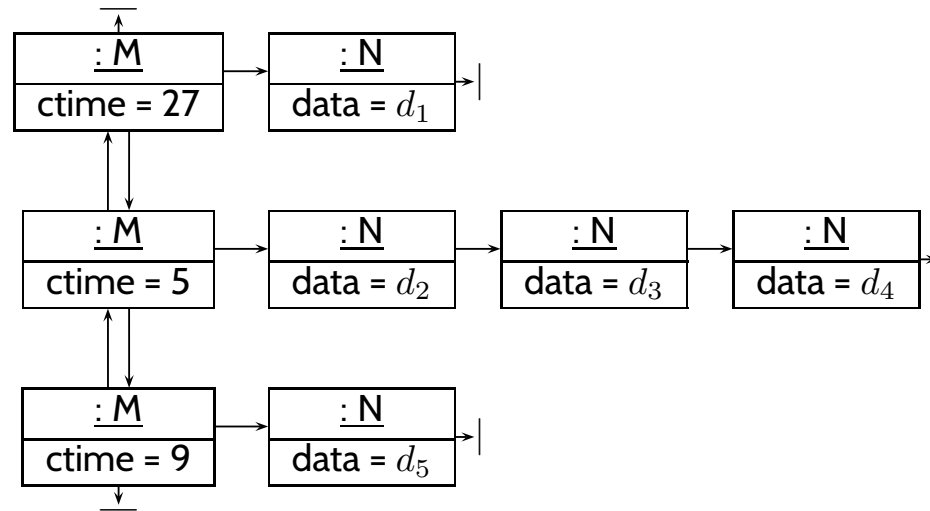 : M
: N
ctime = 27
data = d₁
: M
: N
: N
: N
ctime = 5
data = d₂
data = d₃
data = d₄
: M
: N
ctime = 9
data = d₅